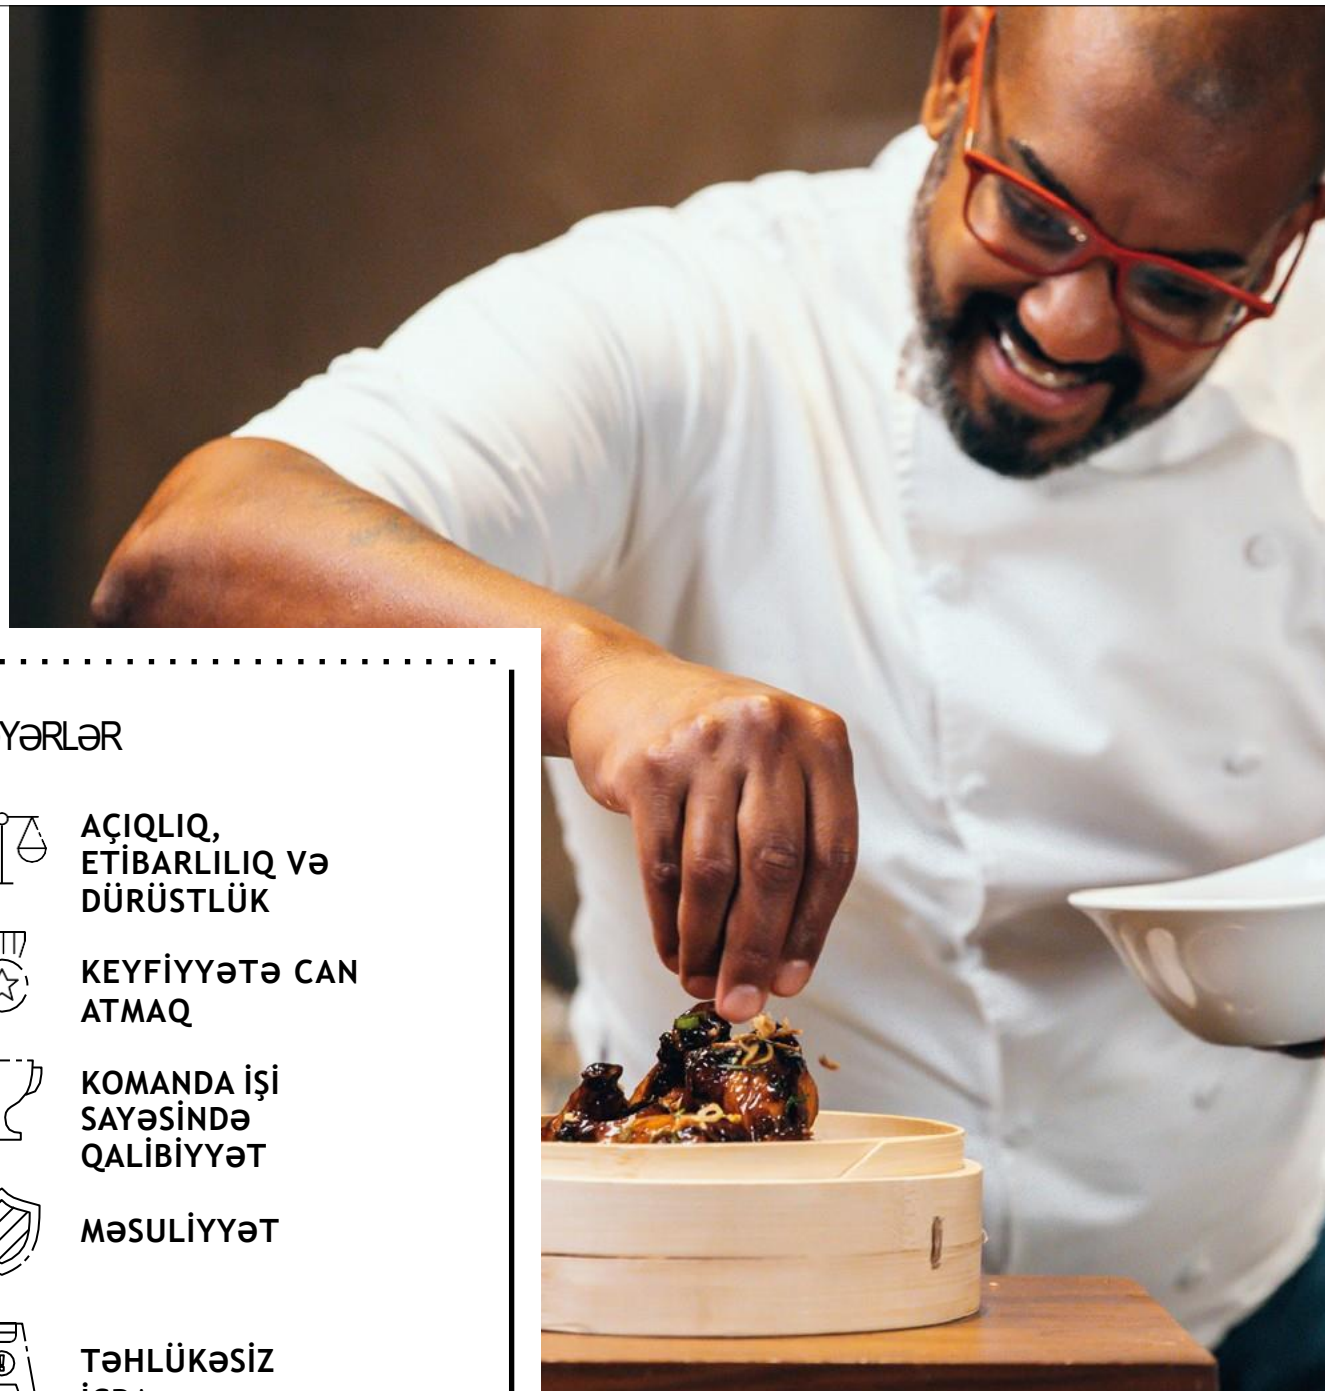 YƏRLƏR
AÇIQLIQ,
ETİBARLILIQ VƏ
DÜRÜSTLÜK
KEYFİYYƏTƏ CAN
ATMAQ
KOMANDA İŞİ
SAYƏSİNDƏ
QALİBİYYƏT
MƏSULİYYƏT
TƏHLÜKƏSİZ